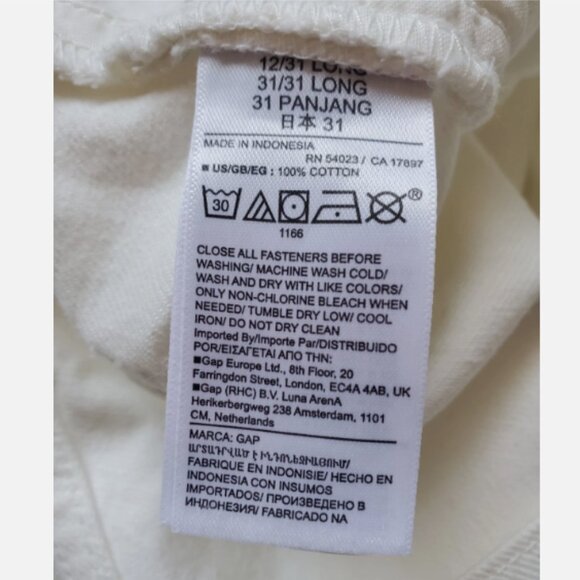 12/31 LONG
31/31 LONG
31 PANJANG
日本 31
MADE IN INDONESIA
RN 54023 / CA 17897
■ US/GB/EG : 100% COTTON
30
®
1166
CLOSE ALL FASTENERS BEFORE
WASHING/ MACHINE WASH COLD/
WASH AND DRY WITH LIKE COLORS/
ONLY NON-CHLORINE BLEACH WHEN
NEEDED/ TUMBLE DRY LOW/ COOL
IRON/ DO NOT DRY CLEAN
Imported By/Importe Par/DISTRIBUIDO
POR/ΕΙΣΑΓΕΤΑΙ ΑΠΟ ΤΗΝ:
■Gap Europe Ltd., 8th Floor, 20
Farringdon Street, London, EC4A 4AB, UK
■Gap (RHC) B.V. Luna ArenA
Herikerbergweg 238 Amsterdam, 1101
CM, Netherlands
MARCA: GAP
ԱՐՏԱԴՐՎԱԾ Է ԻՆԴՈՆԵԶԻԱՅՈՒՄ/
FABRIQUE EN INDONISIE/ HECHO EN
INDONESIA CON INSUMOS
IMPORTADOS/ ПРОИЗВЕДЕНО В
ИНДОНЕЗИИ/ FABRICADO NA